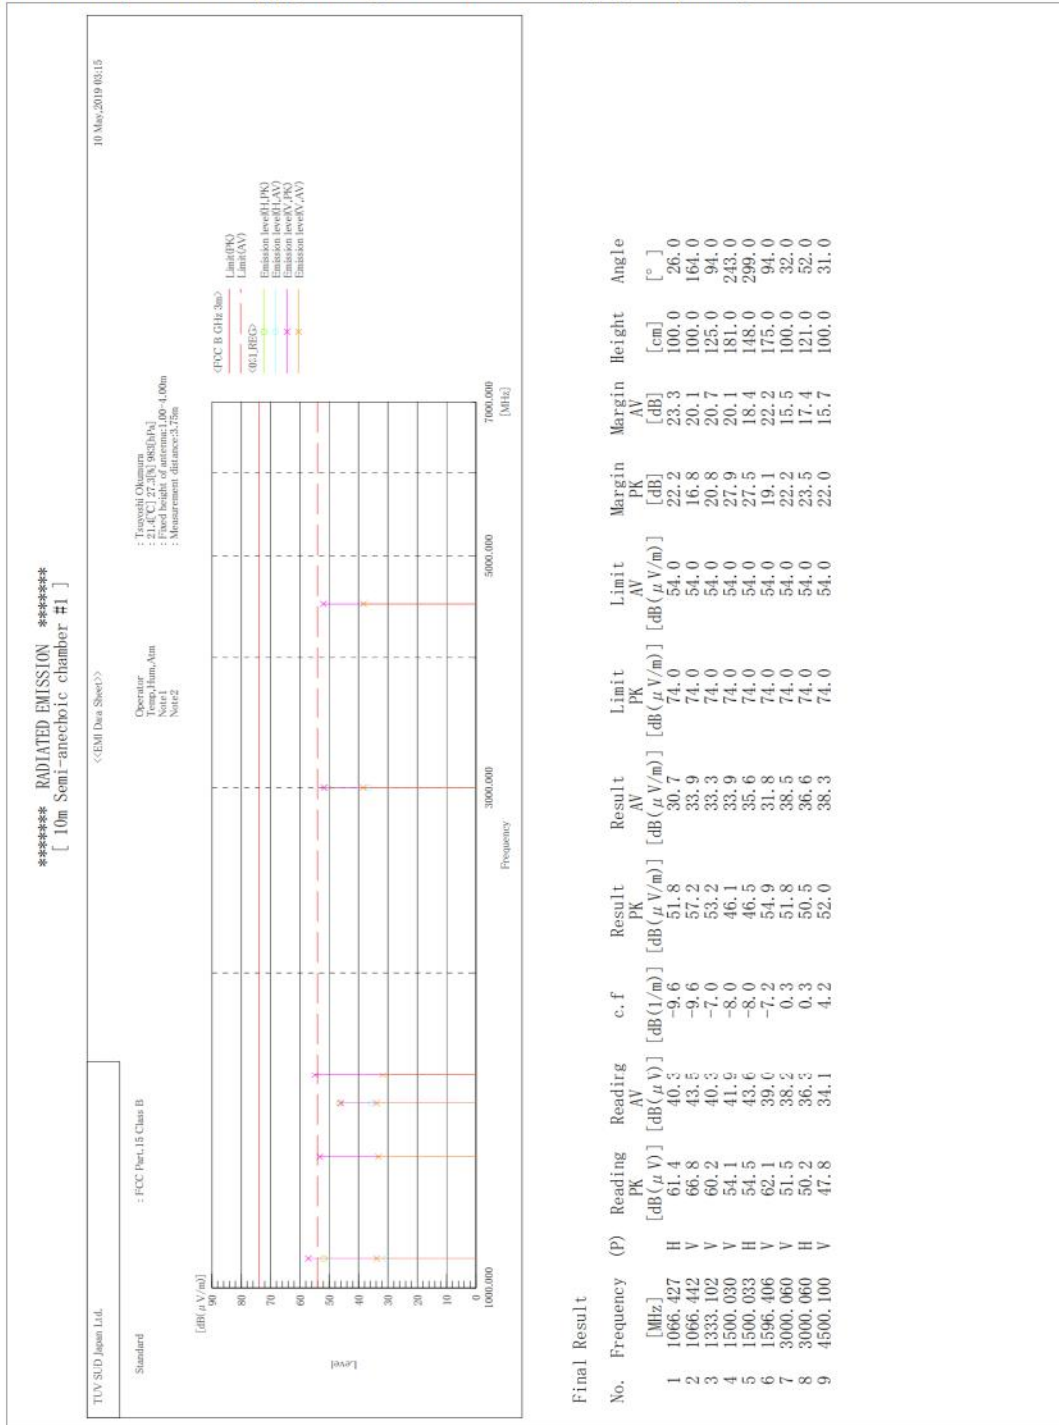 ******* RADIATED EMISSION *******
[ 10m Semi-anechoic chamber #1 ]
TUV SUD Japan Ltd.
<<EMI Data Sheet>>
10 May,2019 03:15
Standard : FCC Part.15 Class B
Operator : Tsuyoshi Okumura
Temp,Hum,Atm : 21.4[℃] 27.3[%] 983[hPa]
Note1 : Fixed height of antenna:1.00-4.00m
Note2 : Measurement distance:3.75m
<FCC B GHz 3m>
Limit(PK)
Limit(AV)
Emission level(H,PK)
Emission level(H,AV)
Emission level(V,PK)
Emission level(V,AV)
[dB(μV/m)]
90
80
70
60
50
40
30
20
10
0
Level
1000.000 3000.000 5000.000 7000.000
[MHz]
Frequency
Final Result
No. Frequency (P) Reading Reading c.f Result Result Limit Limit Margin Margin Height Angle
PK AV PK AV PK AV PK AV
[MHz] [dB(μV)] [dB(μV)] [dB(1/m)] [dB(μV/m)] [dB(μV/m)] [dB(μV/m)] [dB(μV/m)] [dB] [dB] [cm] [° ]
1 1066.427 H 61.4 40.3 -9.6 51.8 30.7 74.0 54.0 22.2 23.3 100.0 26.0
2 1066.442 V 66.8 43.5 -9.6 57.2 33.9 74.0 54.0 16.8 20.1 100.0 164.0
3 1333.102 V 60.2 40.3 -7.0 53.2 33.3 74.0 54.0 20.8 20.7 125.0 94.0
4 1500.030 V 54.1 41.9 -8.0 46.1 33.9 74.0 54.0 27.9 20.1 181.0 243.0
5 1500.033 H 54.5 43.6 -8.0 46.5 35.6 74.0 54.0 27.5 18.4 148.0 299.0
6 1596.406 V 62.1 39.0 -7.2 54.9 31.8 74.0 54.0 19.1 22.2 175.0 94.0
7 3000.060 V 51.5 38.2 0.3 51.8 38.5 74.0 54.0 22.2 15.5 100.0 32.0
8 3000.060 H 50.2 36.3 0.3 50.5 36.6 74.0 54.0 23.5 17.4 121.0 52.0
9 4500.100 V 47.8 34.1 4.2 52.0 38.3 74.0 54.0 22.0 15.7 100.0 31.0